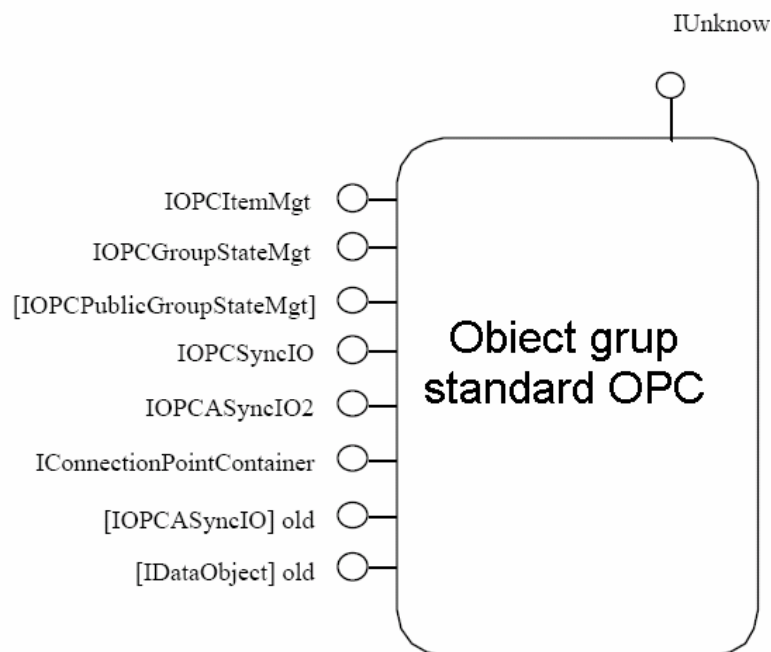 IUnknow
IOPCItemMgt
IOPCGroupStateMgt
[IOPCPublicGroupStateMgt]
IOPCSyncIO
IOPCASyncIO2
IConnectionPointContainer
[IOPCASyncIO] old
[IDataObject] old
Obiect grup
standard OPC